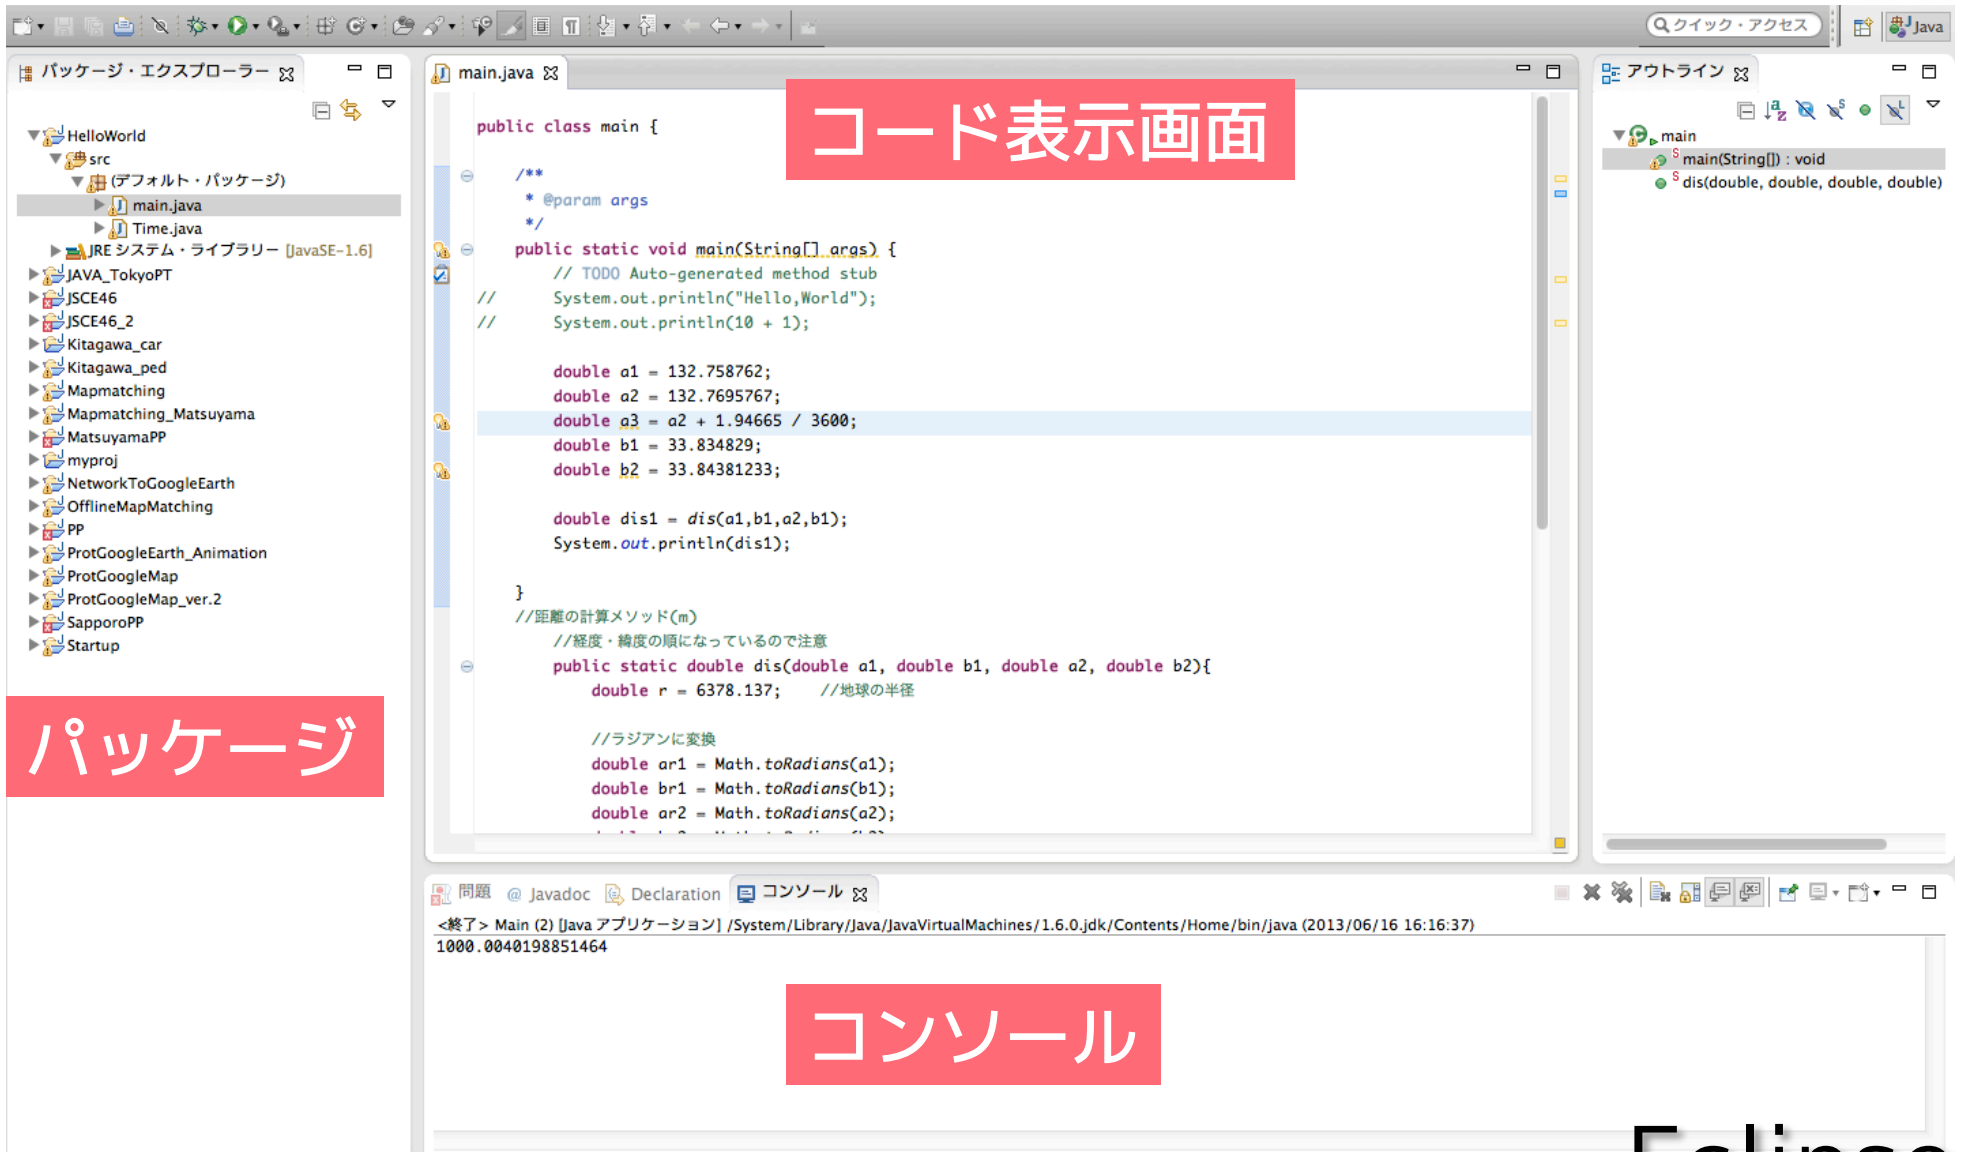 クイック・アクセス
Java
パッケージ・エクスプローラー
HelloWorld
src
(デフォルト・パッケージ)
main.java
Time.java
JRE システム・ライブラリー [JavaSE-1.6]
JAVA_TokyoPT
JSCE46
JSCE46_2
Kitagawa_car
Kitagawa_ped
Mapmatching
Mapmatching_Matsuyama
MatsuyamaPP
myproj
NetworkToGoogleEarth
OfflineMapMatching
PP
ProtGoogleEarth_Animation
ProtGoogleMap
ProtGoogleMap_ver.2
SapporoPP
Startup
パッケージ
main.java
コード表示画面
public class main {
/**
* @param args
*/
public static void main(String[] args) {
// TODO Auto-generated method stub
// System.out.println("Hello,World");
// System.out.println(10 + 1);
double a1 = 132.758762;
double a2 = 132.7695767;
double a3 = a2 + 1.94665 / 3600;
double b1 = 33.834829;
double b2 = 33.84381233;
double dis1 = dis(a1,b1,a2,b1);
System.out.println(dis1);
}
//距離の計算メソッド(m)
//経度・緯度の順になっているので注意
public static double dis(double a1, double b1, double a2, double b2){
double r = 6378.137; //地球の半径
//ラジアンに変換
double ar1 = Math.toRadians(a1);
double br1 = Math.toRadians(b1);
double ar2 = Math.toRadians(a2);
アウトライン
main
main(String[]) : void
dis(double, double, double, double)
問題 @ Javadoc Declaration コンソール
<終了> Main (2) [Java アプリケーション] /System/Library/Java/JavaVirtualMachines/1.6.0.jdk/Contents/Home/bin/java (2013/06/16 16:16:37)
1000.0040198851464
コンソール
Eclipse